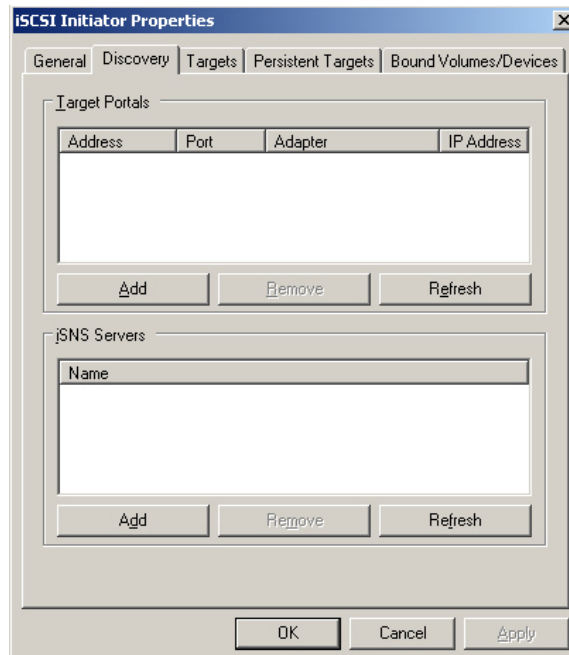 iSCSI Initiator Properties
General Discovery Targets Persistent Targets Bound Volumes/Devices
Target Portals
Address Port Adapter IP Address
Add Remove Refresh
iSNS Servers
Name
Add Remove Refresh
OK Cancel Apply